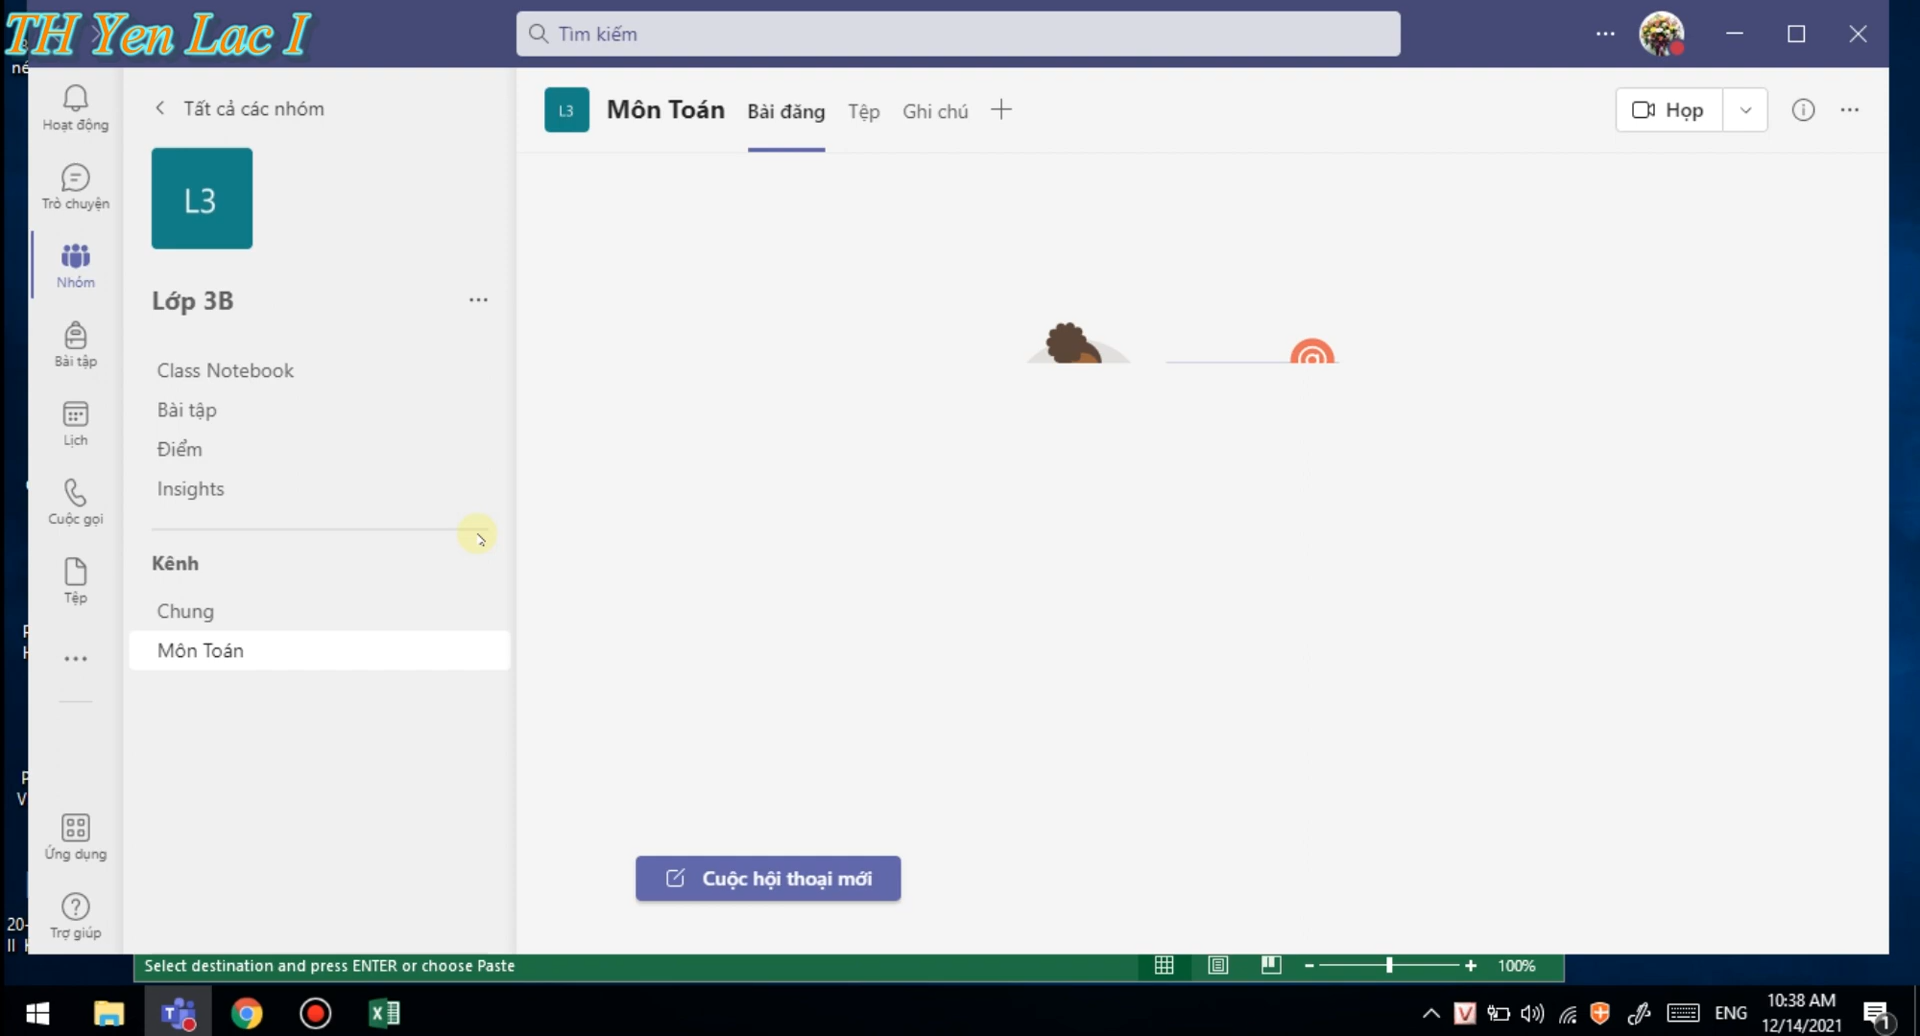 TH Yen Lac I
Tìm kiếm
Hoạt động
Trò chuyện
Nhóm
Bài tập
Lịch
Cuộc gọi
Tệp
Ứng dụng
Trợ giúp
Tất cả các nhóm
L3
Lớp 3B
Class Notebook
Bài tập
Điểm
Insights
Kênh
Chung
Môn Toán
L3
Môn Toán
Bài đăng
Tệp
Ghi chú
Họp
Cuộc hội thoại mới
Select destination and press ENTER or choose Paste
100%
ENG
10:38 AM
12/14/2021